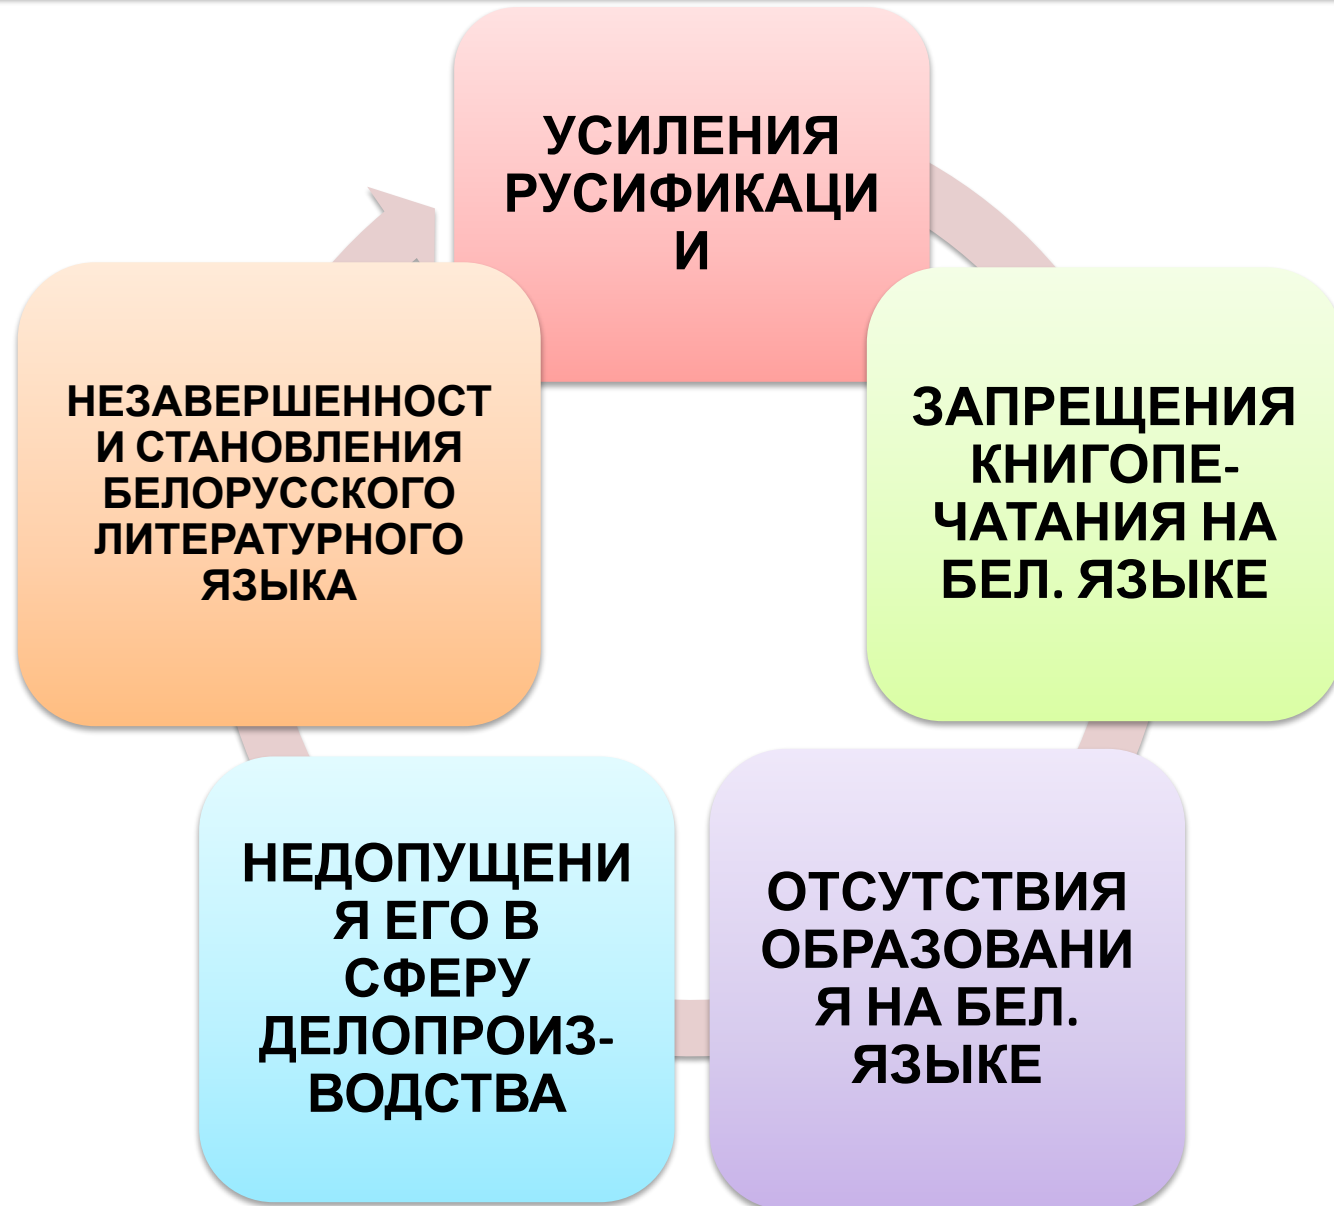 УСИЛЕНИЯ
РУСИФИКАЦИ
И
ЗАПРЕЩЕНИЯ
КНИГОПЕ-
ЧАТАНИЯ НА
БЕЛ. ЯЗЫКЕ
ОТСУТСТВИЯ
ОБРАЗОВАНИ
Я НА БЕЛ.
ЯЗЫКЕ
НЕДОПУЩЕНИ
Я ЕГО В
СФЕРУ
ДЕЛОПРОИЗ-
ВОДСТВА
НЕЗАВЕРШЕННОСТ
И СТАНОВЛЕНИЯ
БЕЛОРУССКОГО
ЛИТЕРАТУРНОГО
ЯЗЫКА